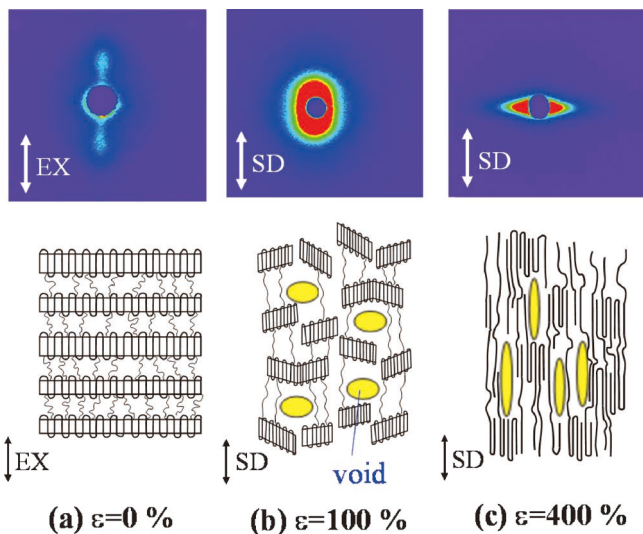 EX
SD
SD
EX
SD
void
SD
(a) ε=0 %
(b) ε=100 %
(c) ε=400 %